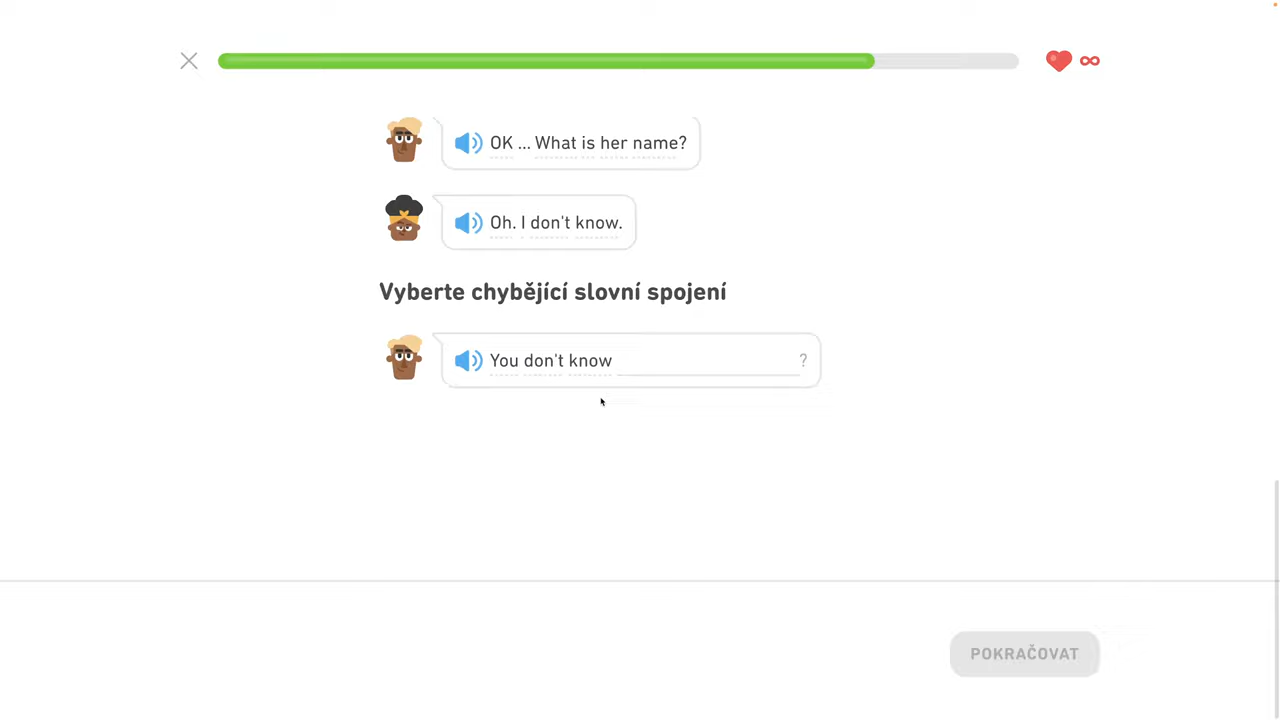 OK ... What is her name?
Oh. I don't know.
Vyberte chybějící slovní spojení
You don't know ?
POKRAČOVAT